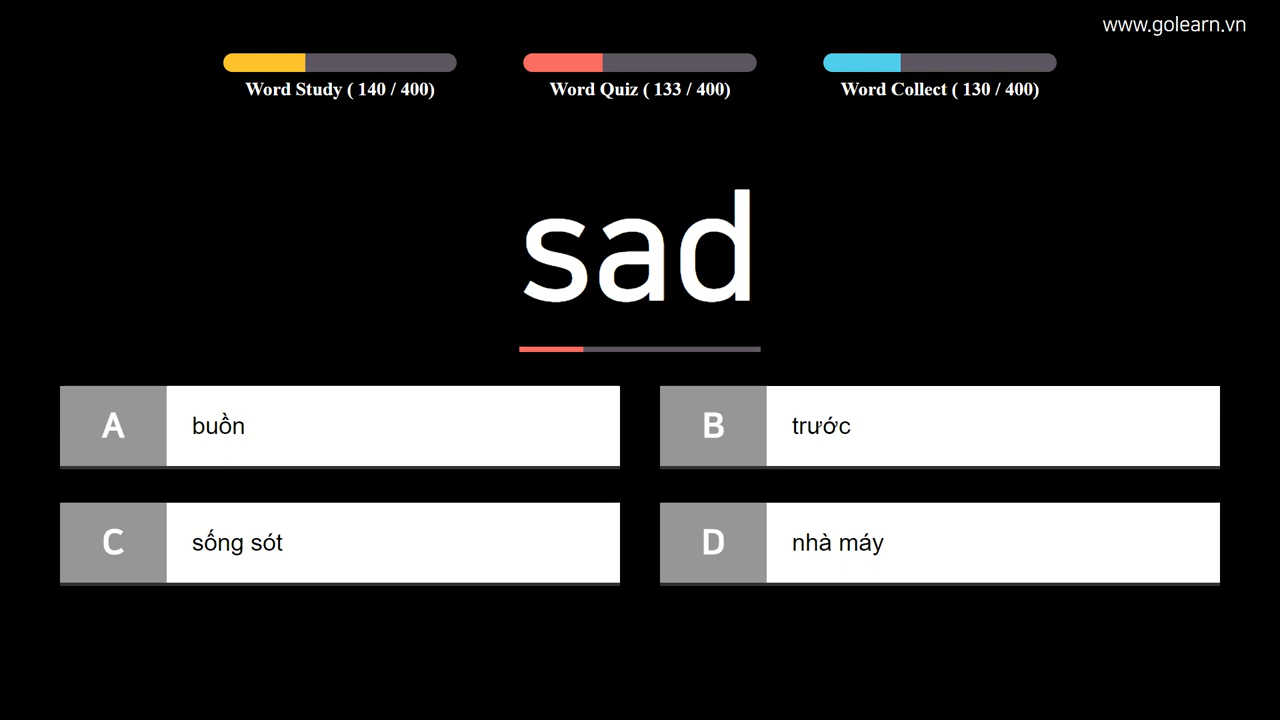 www.golearn.vn
Word Study ( 140 / 400)
Word Quiz ( 133 / 400)
Word Collect ( 130 / 400)
sad
A buồn
B trước
C sống sót
D nhà máy